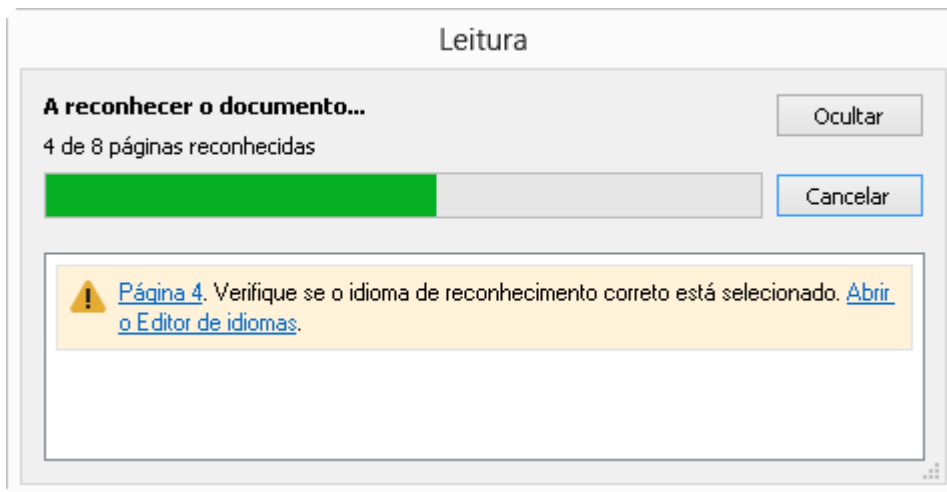 Leitura
A reconhecer o documento...
Ocultar
4 de 8 páginas reconhecidas
Cancelar
Página 4. Verifique se o idioma de reconhecimento correto está selecionado. Abrir
o Editor de idiomas.